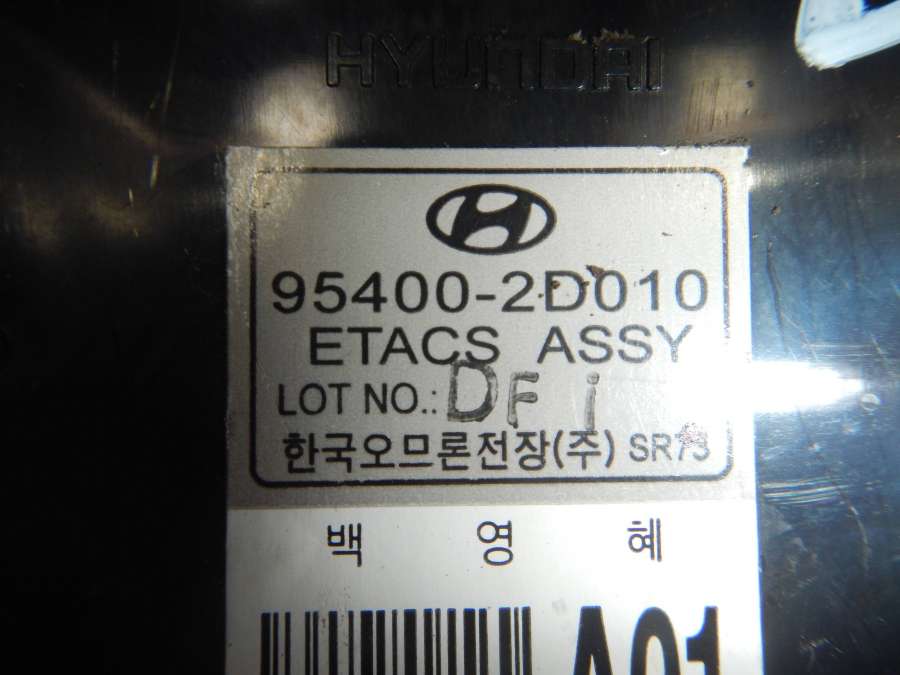 HYUNDAI
95400-2D010
ETACS ASSY
LOT NO.: DF i
한국오므론전장(주) SR73
백 영 혜
A01